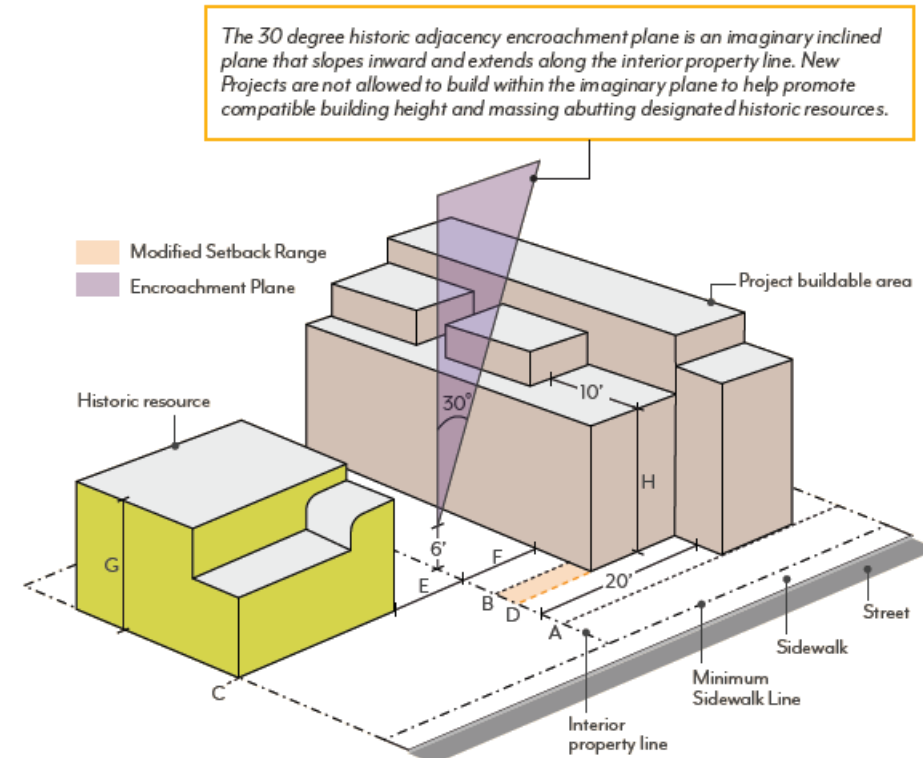 The 30 degree historic adjacency encroachment plane is an imaginary inclined
plane that slopes inward and extends along the interior property line. New
Projects are not allowed to build within the imaginary plane to help promote
compatible building height and massing abutting designated historic resources.
Modified Setback Range
Encroachment Plane
Project buildable area
Historic resource
30°
10'
H
G
6'
F
E
B
D
A
20'
C
Street
Sidewalk
Minimum
Sidewalk Line
Interior
property line